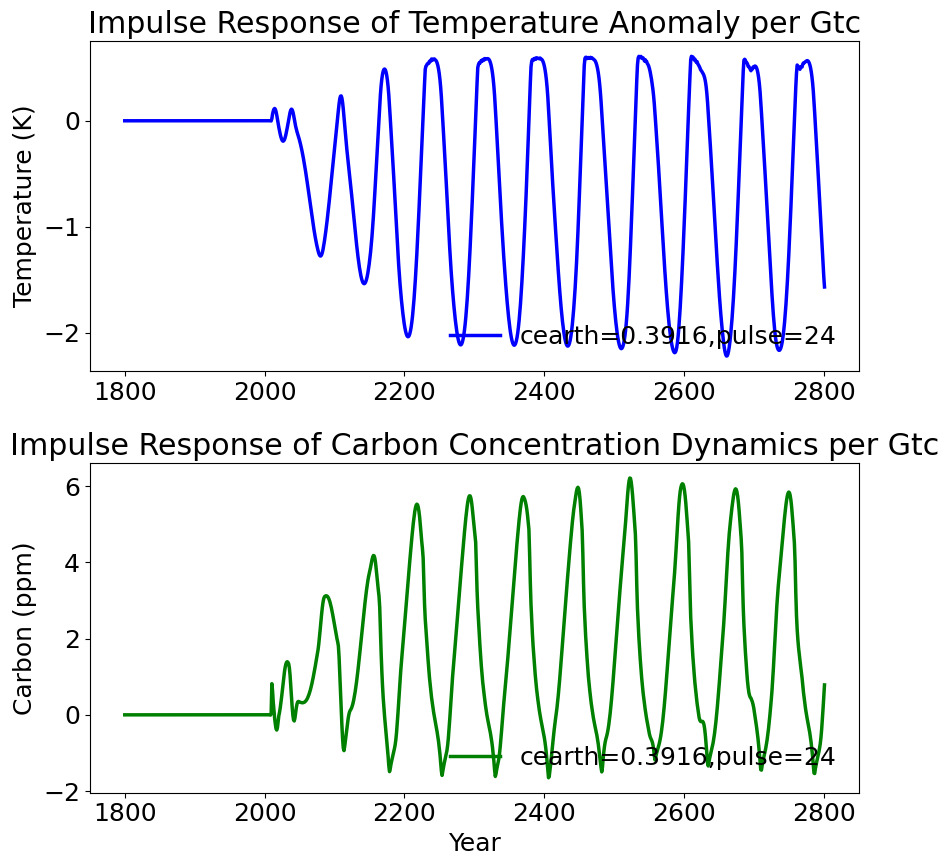 Impulse Response of Temperature Anomaly per Gtc
Temperature (K)
0
−1
−2
cearth=0.3916,pulse=24
1800 2000 2200 2400 2600 2800
Impulse Response of Carbon Concentration Dynamics per Gtc
Carbon (ppm)
6
4
2
0
−2
cearth=0.3916,pulse=24
1800 2000 2200 2400 2600 2800
Year